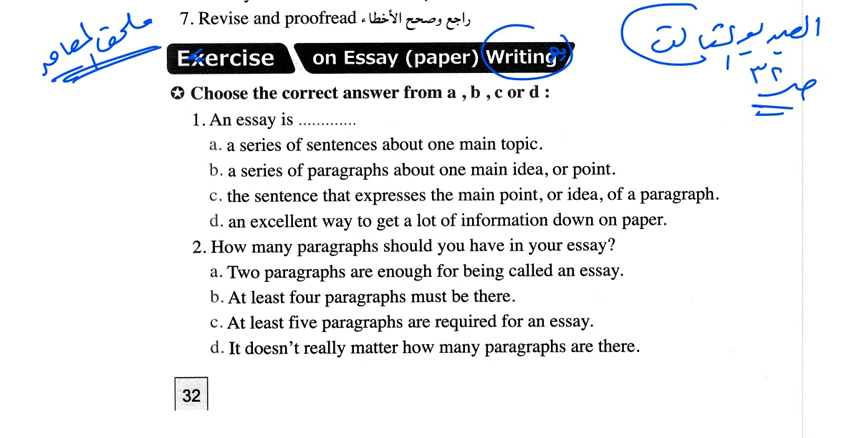 7. Revise and proofread راجع وصحح الأخطاء.
ملحق المعاصر
الفيديو الثالث
ص ٣٢
Exercise on Essay (paper) Writing
✪ Choose the correct answer from a , b , c or d :
1. An essay is .............
a. a series of sentences about one main topic.
b. a series of paragraphs about one main idea, or point.
c. the sentence that expresses the main point, or idea, of a paragraph.
d. an excellent way to get a lot of information down on paper.
2. How many paragraphs should you have in your essay?
a. Two paragraphs are enough for being called an essay.
b. At least four paragraphs must be there.
c. At least five paragraphs are required for an essay.
d. It doesn’t really matter how many paragraphs are there.
32